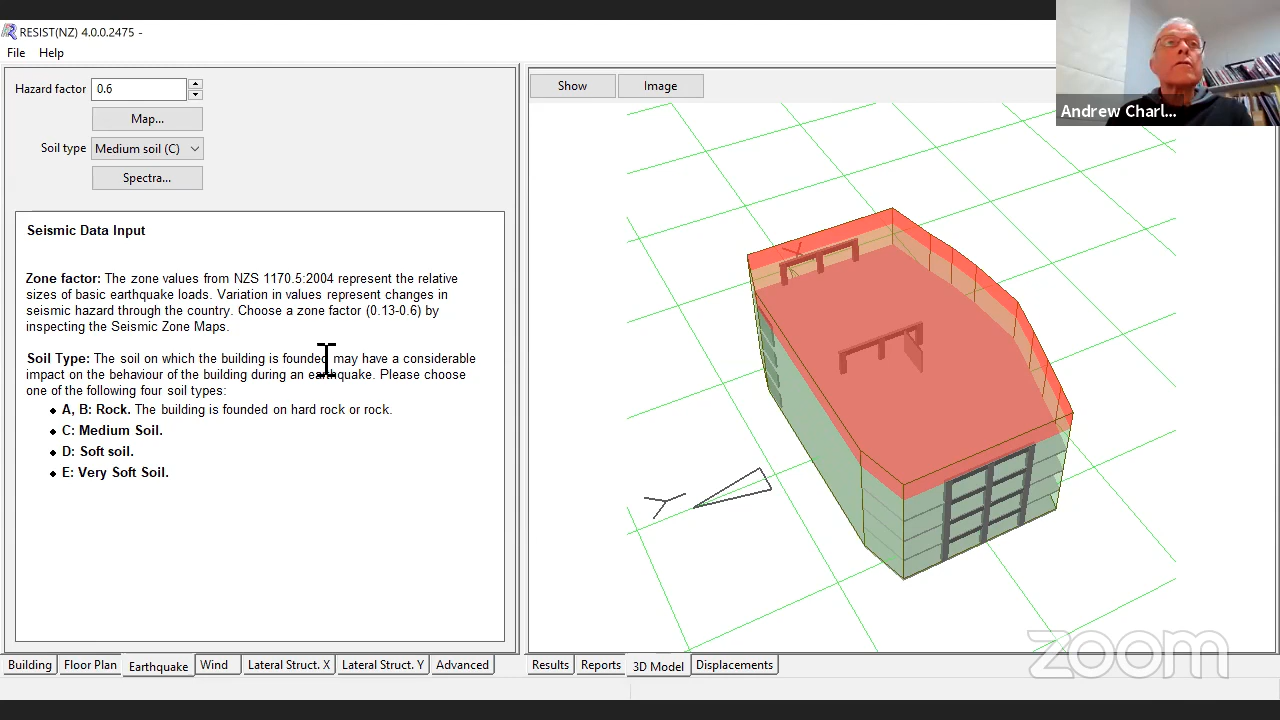 RESIST(NZ) 4.0.0.2475 -
File Help
Hazard factor 0.6
Map...
Soil type Medium soil (C)
Spectra...
Seismic Data Input
Zone factor: The zone values from NZS 1170.5:2004 represent the relative
sizes of basic earthquake loads. Variation in values represent changes in
seismic hazard through the country. Choose a zone factor (0.13-0.6) by
inspecting the Seismic Zone Maps.
Soil Type: The soil on which the building is founded may have a considerable
impact on the behaviour of the building during an earthquake. Please choose
one of the following four soil types:
A, B: Rock. The building is founded on hard rock or rock.
C: Medium Soil.
D: Soft soil.
E: Very Soft Soil.
Building Floor Plan Earthquake Wind Lateral Struct. X Lateral Struct. Y Advanced
Show Image
Y
Y
Results Reports 3D Model Displacements
Andrew Charl...
zoom